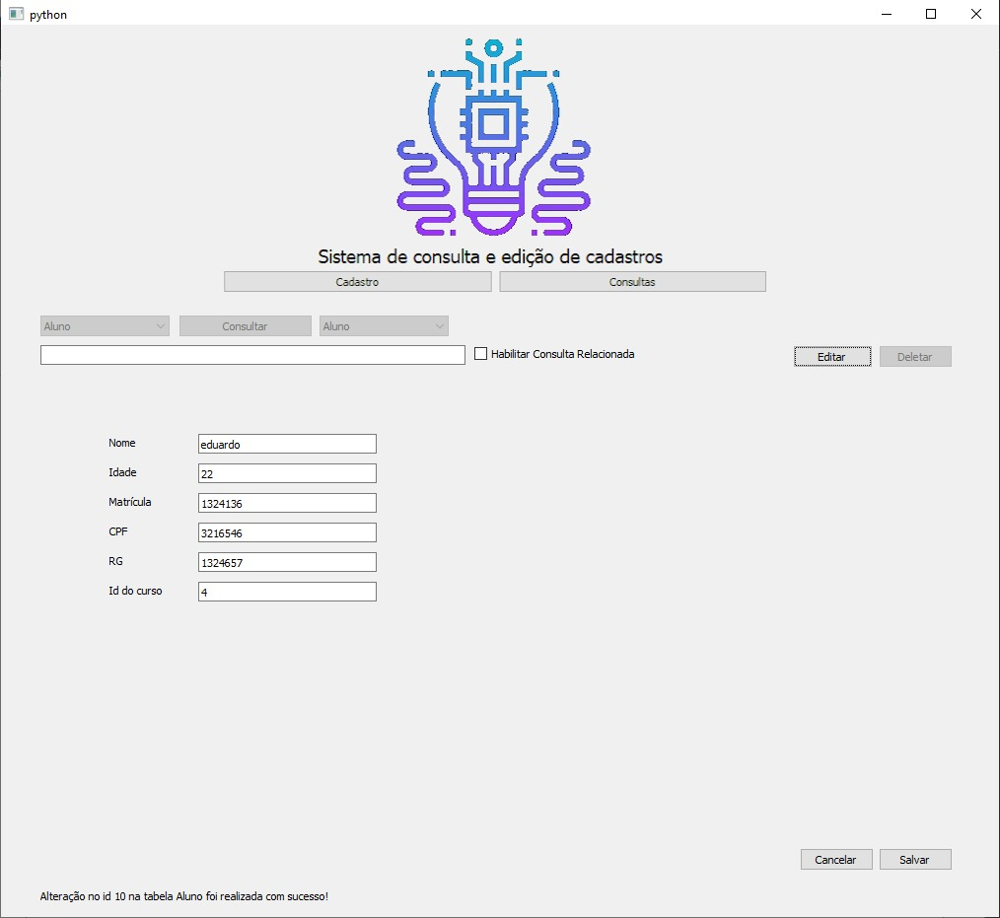 python
Sistema de consulta e edição de cadastros
Cadastro Consultas
Aluno Consultar Aluno
Habilitar Consulta Relacionada Editar Deletar
Nome eduardo
Idade 22
Matrícula 1324136
CPF 3216546
RG 1324657
Id do curso 4
Cancelar Salvar
Alteração no id 10 na tabela Aluno foi realizada com sucesso!